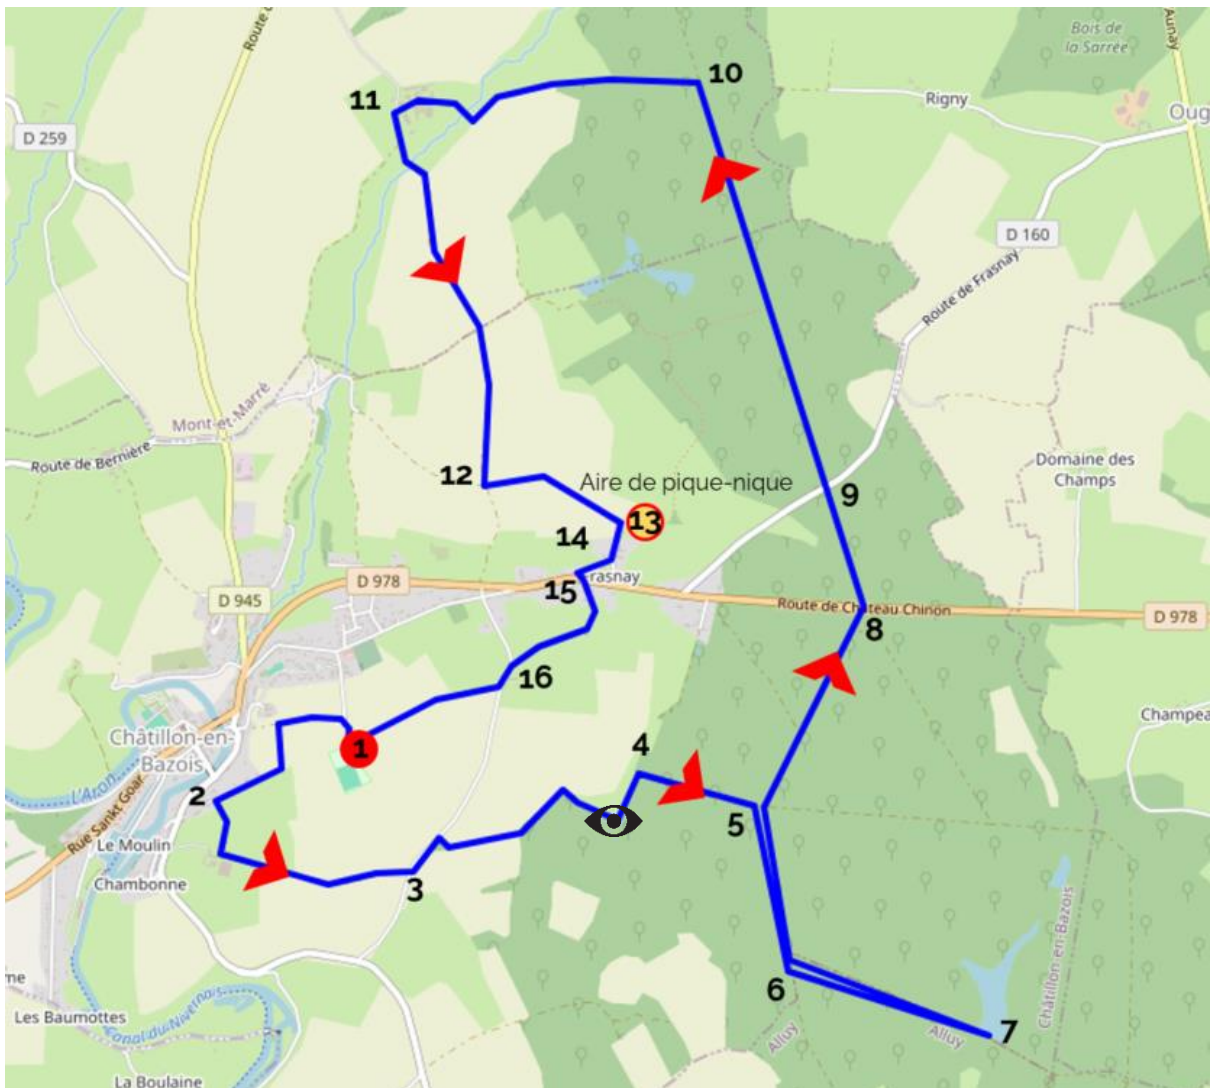 Route de
Bois de
la Sarrée
Aunay
10
11
Rigny
Oug
D 259
D 160
Route de Frasnay
Mont-et-Marré
Route de Bernière
12
Aire de pique-nique
Domaine des
Champs
9
13
14
D 978
rasnay
15
D 945
Route de Château Chinon
D 978
8
16
Châtillon-en-
Bazois
1
4
Champea
L'Aron
2
5
Rue Sankt Goar
Le Moulin
Chambonne
3
Châtillon-en-Bazois
me
6
Les Baumottes
Canal du Nivernais
Alluy
Alluy
7
La Boulaine